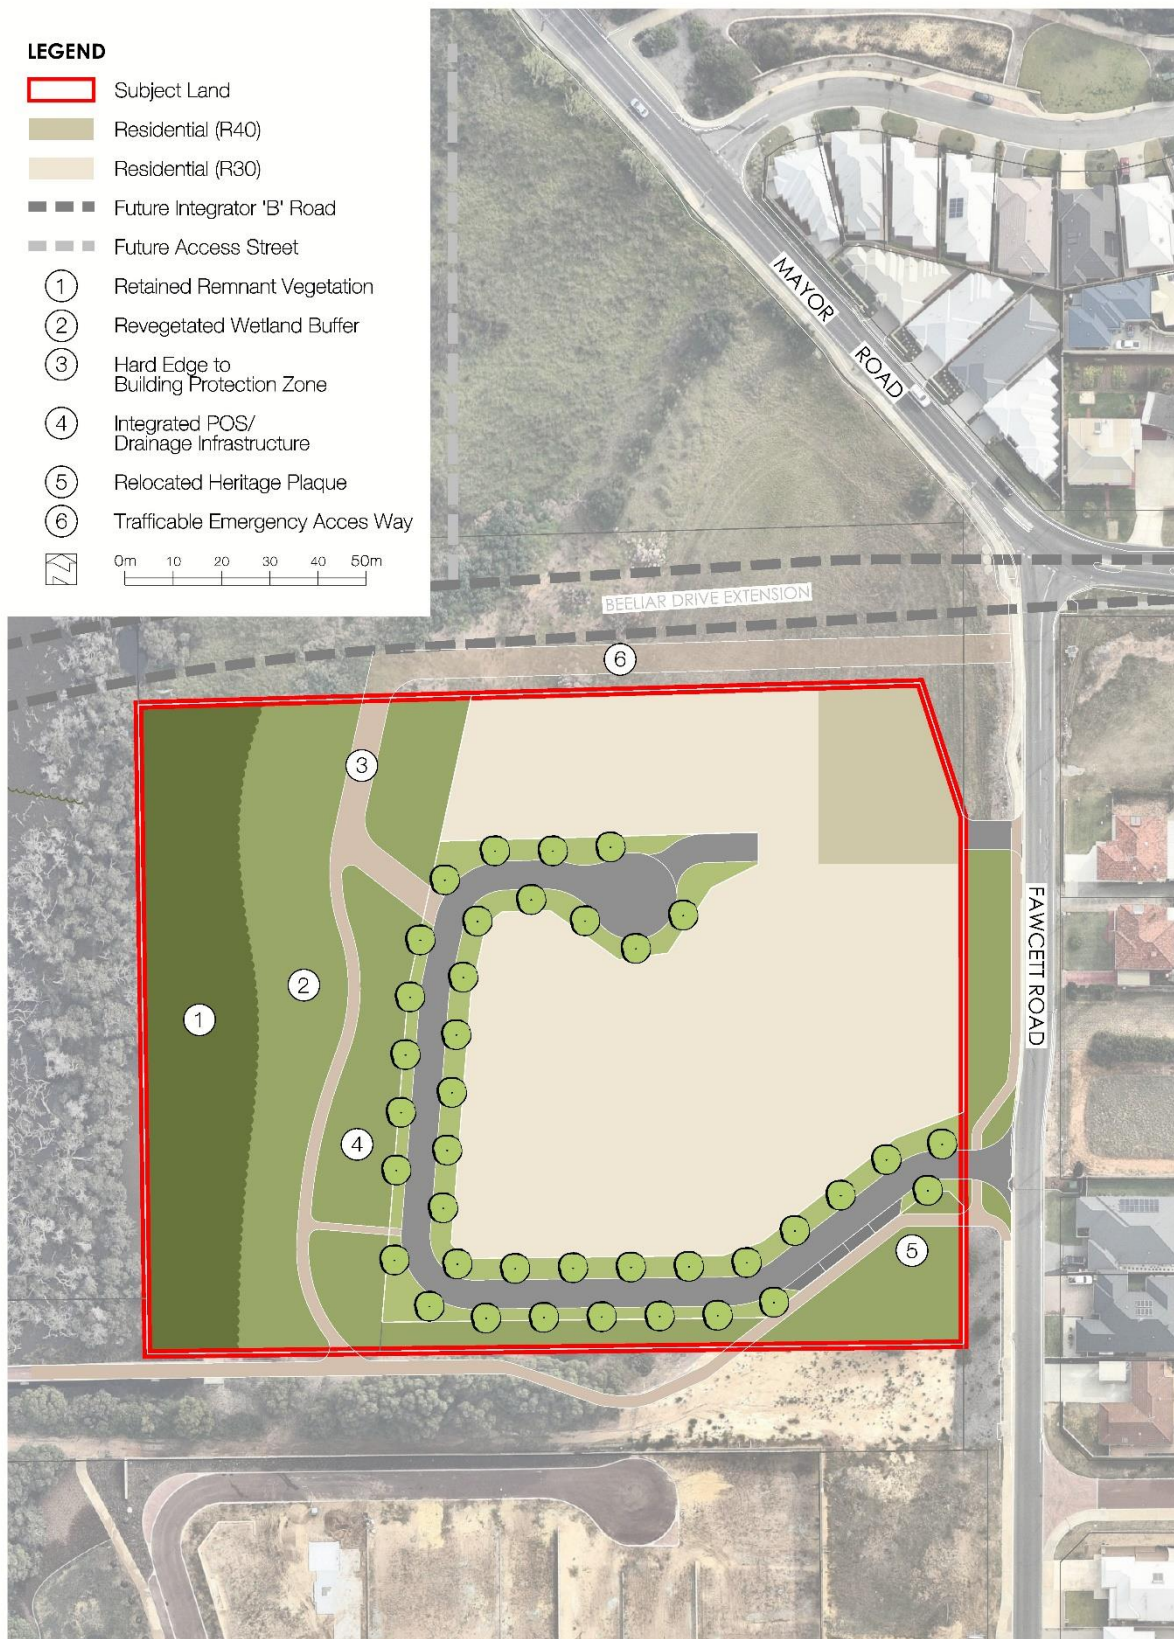 LEGEND
Subject Land
Residential (R40)
Residential (R30)
Future Integrator 'B' Road
Future Access Street
1 Retained Remnant Vegetation
2 Revegetated Wetland Buffer
3 Hard Edge to
Building Protection Zone
4 Integrated POS/
Drainage Infrastructure
5 Relocated Heritage Plaque
6 Trafficable Emergency Acces Way
N
0m 10 20 30 40 50m
MAYOR
ROAD
BEELIAR DRIVE EXTENSION
6
3
2
1
4
5
FAWCETT ROAD